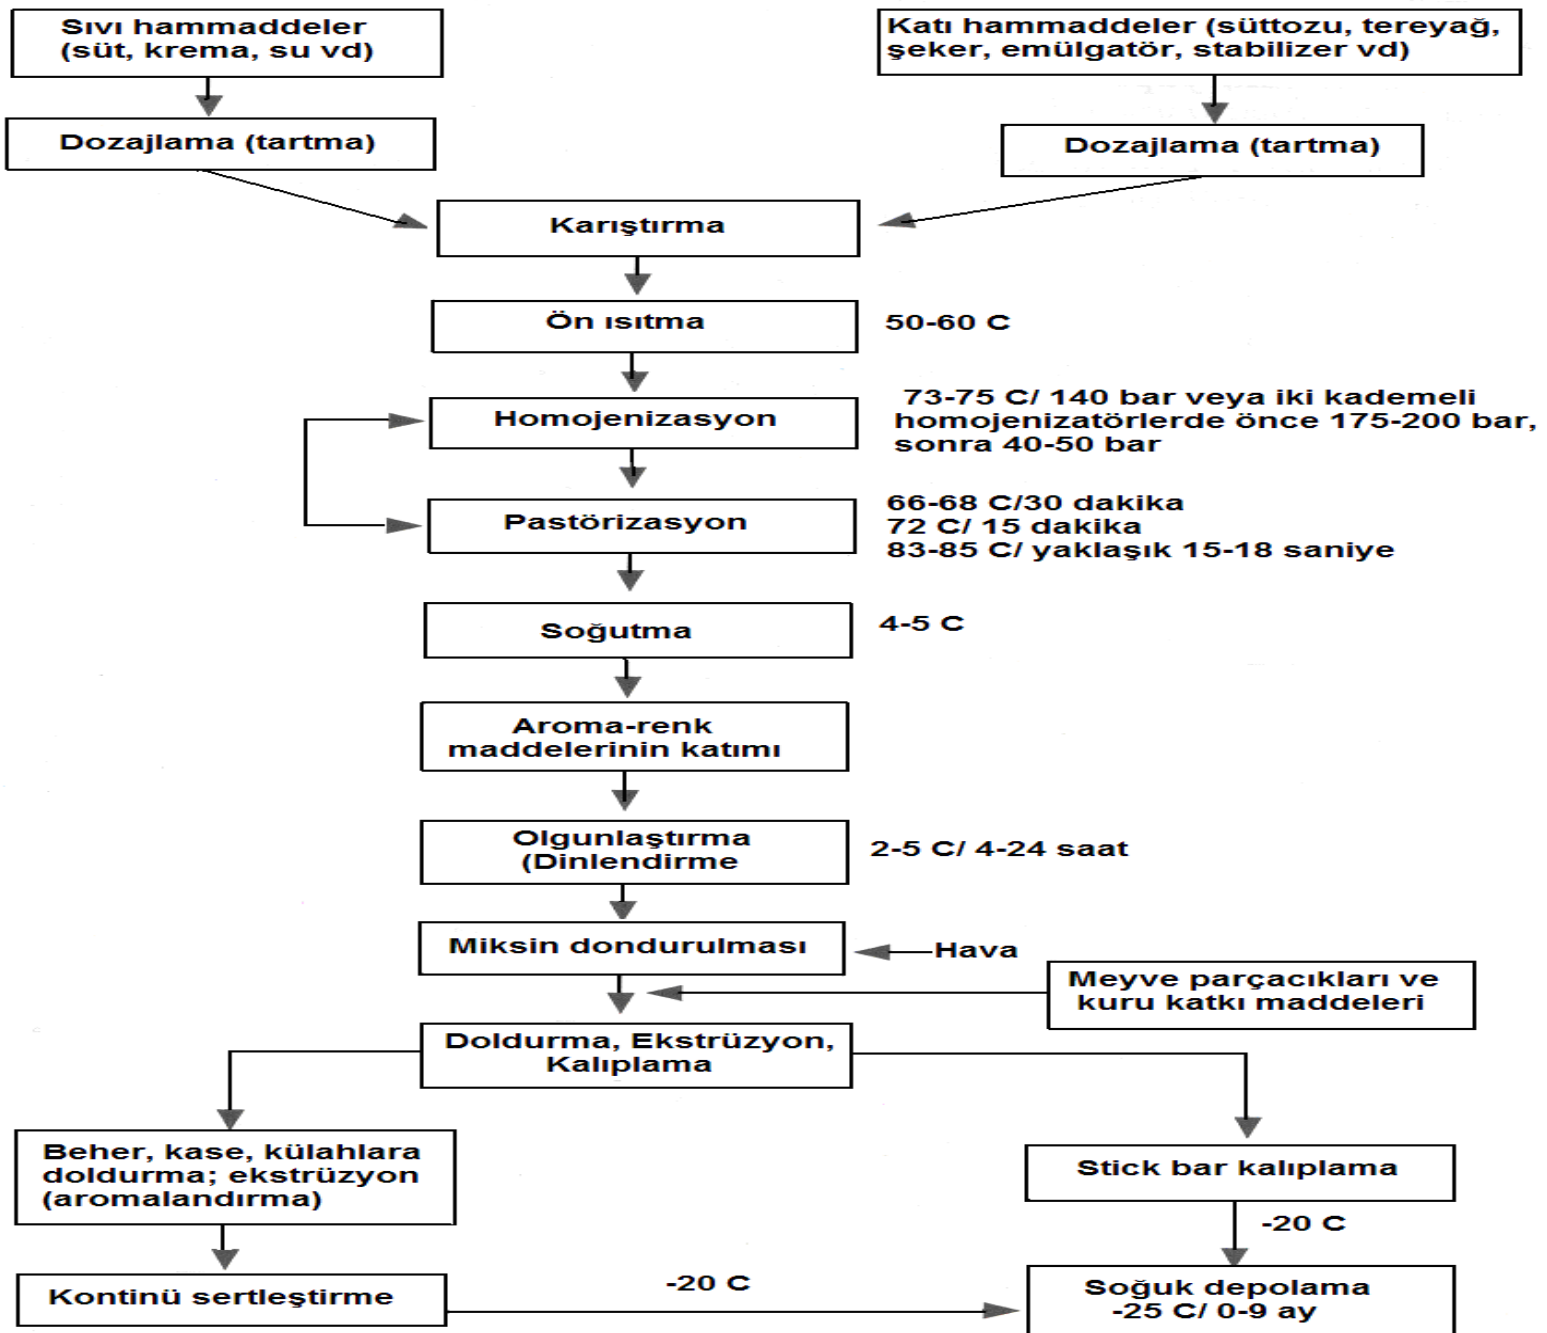 Sıvı hammaddeler
(süt, krema, su vd)
Katı hammaddeler (süttozu, tereyağ,
şeker, emülgatör, stabilizer vd)
Dozajlama (tartma)
Dozajlama (tartma)
Karıştırma
Ön ısıtma
50-60 C
Homojenizasyon
73-75 C/ 140 bar veya iki kademeli
homojenizatörlerde önce 175-200 bar,
sonra 40-50 bar
Pastörizasyon
66-68 C/30 dakika
72 C/ 15 dakika
83-85 C/ yaklaşık 15-18 saniye
Soğutma
4-5 C
Aroma-renk
maddelerinin katımı
Olgunlaştırma
(Dinlendirme
2-5 C/ 4-24 saat
Miksin dondurulması
Hava
Meyve parçacıkları ve
kuru katkı maddeleri
Doldurma, Ekstrüzyon,
Kalıplama
Beher, kase, külahlara
doldurma; ekstrüzyon
(aromalandırma)
Stick bar kalıplama
-20 C
Kontinü sertleştirme
-20 C
Soğuk depolama
-25 C/ 0-9 ay